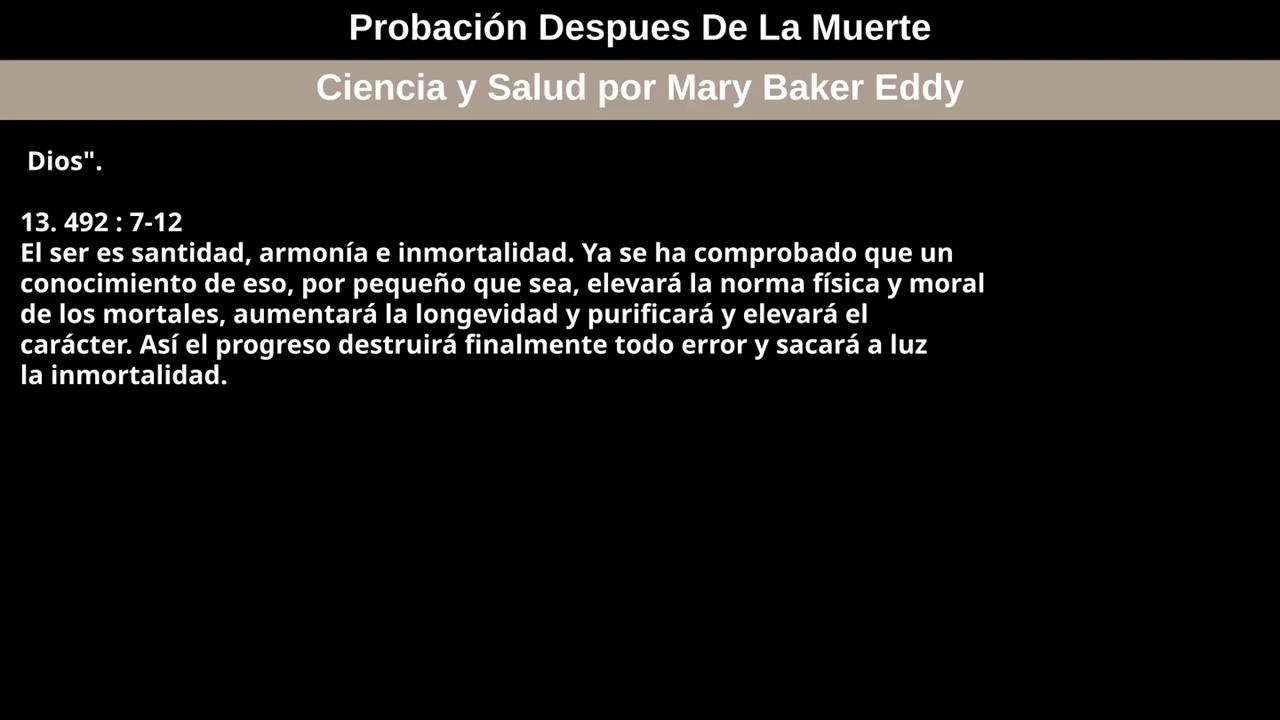 Probación Despues De La Muerte
Ciencia y Salud por Mary Baker Eddy
Dios".
13. 492 : 7-12
El ser es santidad, armonía e inmortalidad. Ya se ha comprobado que un
conocimiento de eso, por pequeño que sea, elevará la norma física y moral
de los mortales, aumentará la longevidad y purificará y elevará el
carácter. Así el progreso destruirá finalmente todo error y sacará a luz
la inmortalidad.